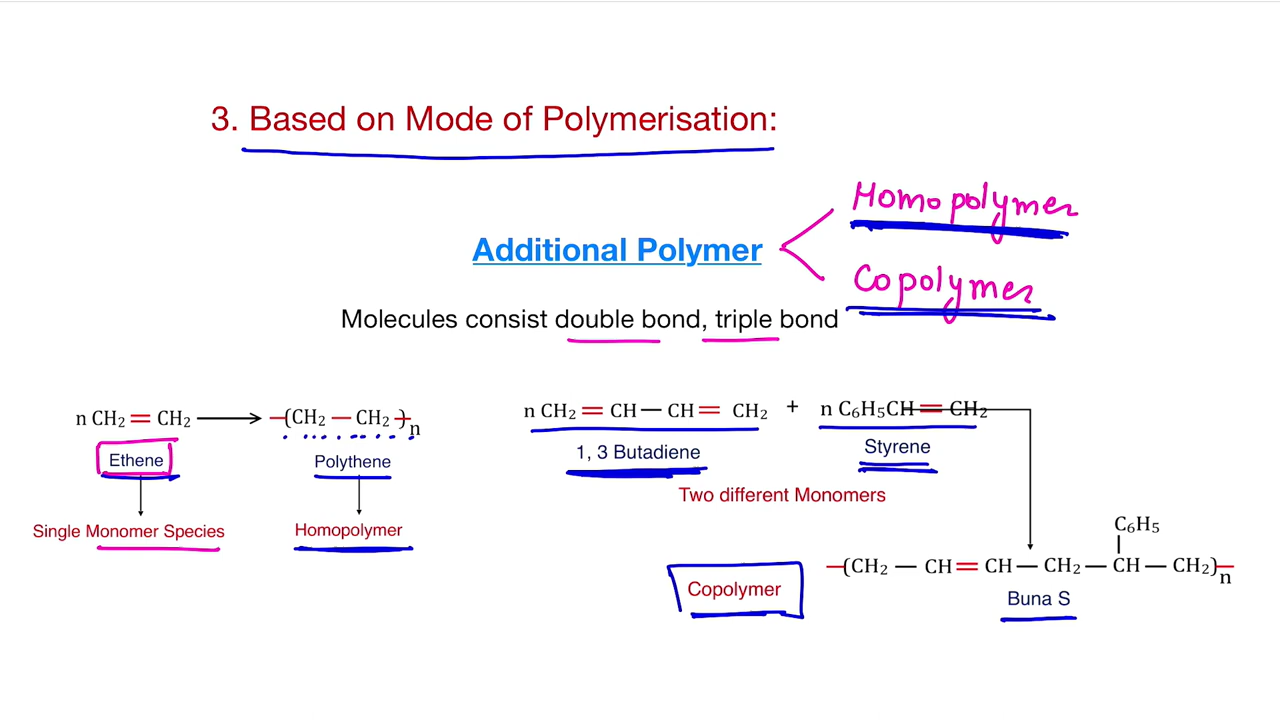 3. Based on Mode of Polymerisation:
Homopolymer
Additional Polymer
Copolymer
Molecules consist double bond, triple bond
n CH₂ = CH₂ ⟶ –(CH₂ — CH₂–)n
Ethene
Polythene
Single Monomer Species
Homopolymer
n CH₂ = CH — CH = CH₂ + n C₆H₅CH = CH₂
1, 3 Butadiene
Styrene
Two different Monomers
C₆H₅
–(CH₂ — CH = CH — CH₂ — CH — CH₂)–n
Copolymer
Buna S